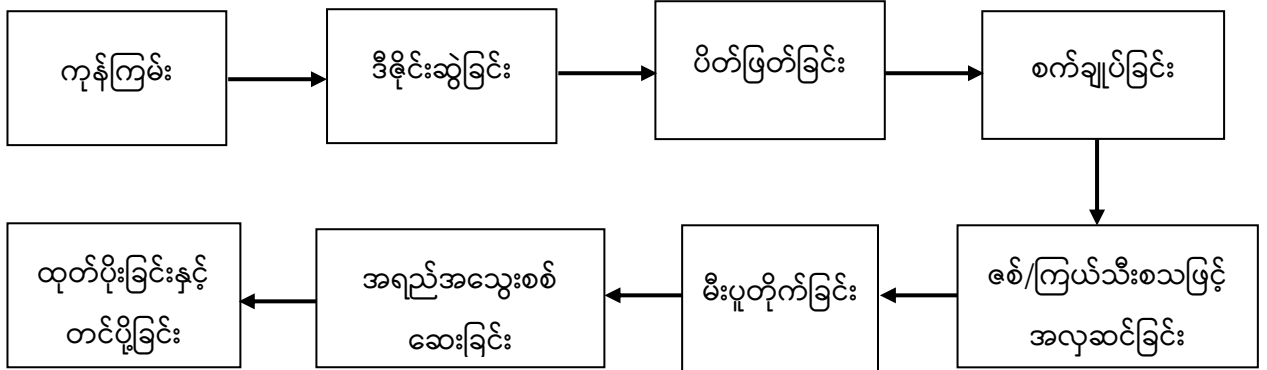 ကုန်ကြမ်း
ဒီဇိုင်းဆွဲခြင်း
ပိတ်ဖြတ်ခြင်း
စက်ချုပ်ခြင်း
ဇစ်/ကြယ်သီးစသဖြင့်
အလှဆင်ခြင်း
မီးပူတိုက်ခြင်း
အရည်အသွေးစစ်
ဆေးခြင်း
ထုတ်ပိုးခြင်းနှင့်
တင်ပို့ခြင်း